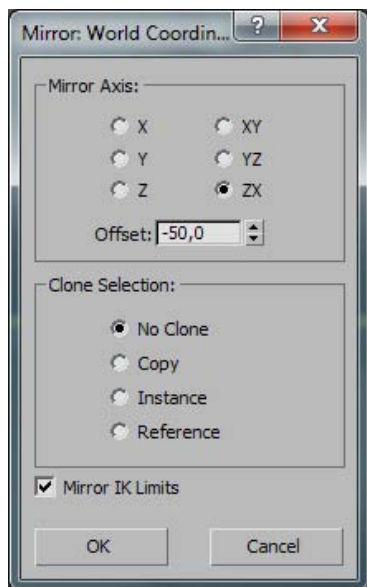 Mirror: World Coordin...
?
Mirror Axis:
X XY
Y YZ
Z ZX
Offset: -50,0
Clone Selection:
No Clone
Copy
Instance
Reference
Mirror IK Limits
OK Cancel